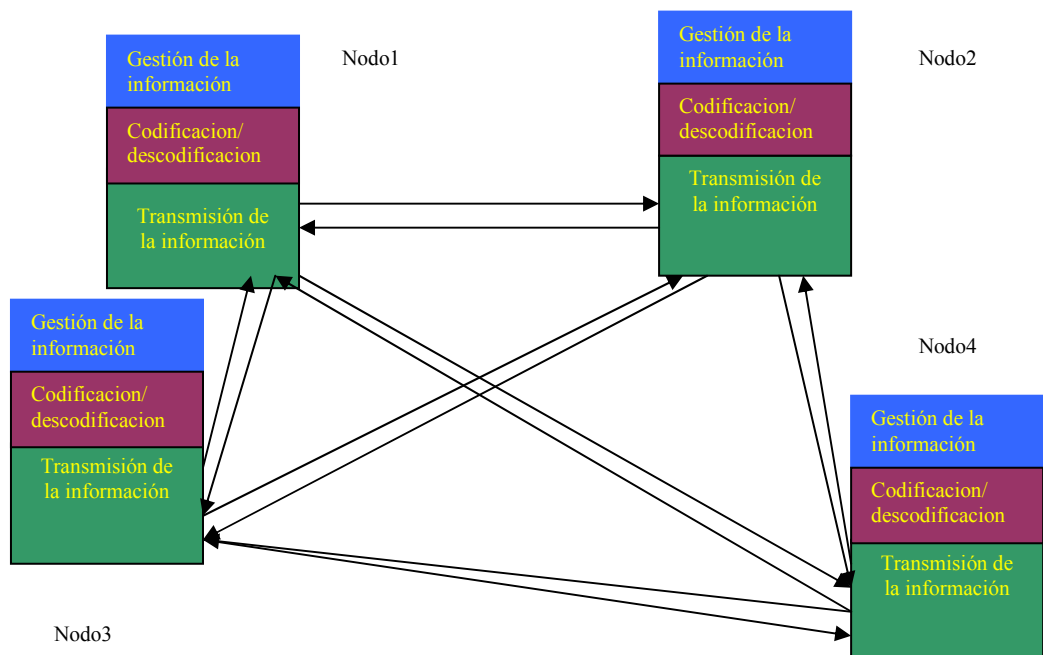 Gestión de la
información
Nodo1
Codificacion/
descodificacion
Transmisión de
la información
Gestión de la
información
Nodo2
Codificacion/
descodificacion
Transmisión de
la información
Gestión de la
información
Codificacion/
descodificacion
Transmisión de
la información
Nodo3
Nodo4
Gestión de la
información
Codificacion/
descodificacion
Transmisión de
la información